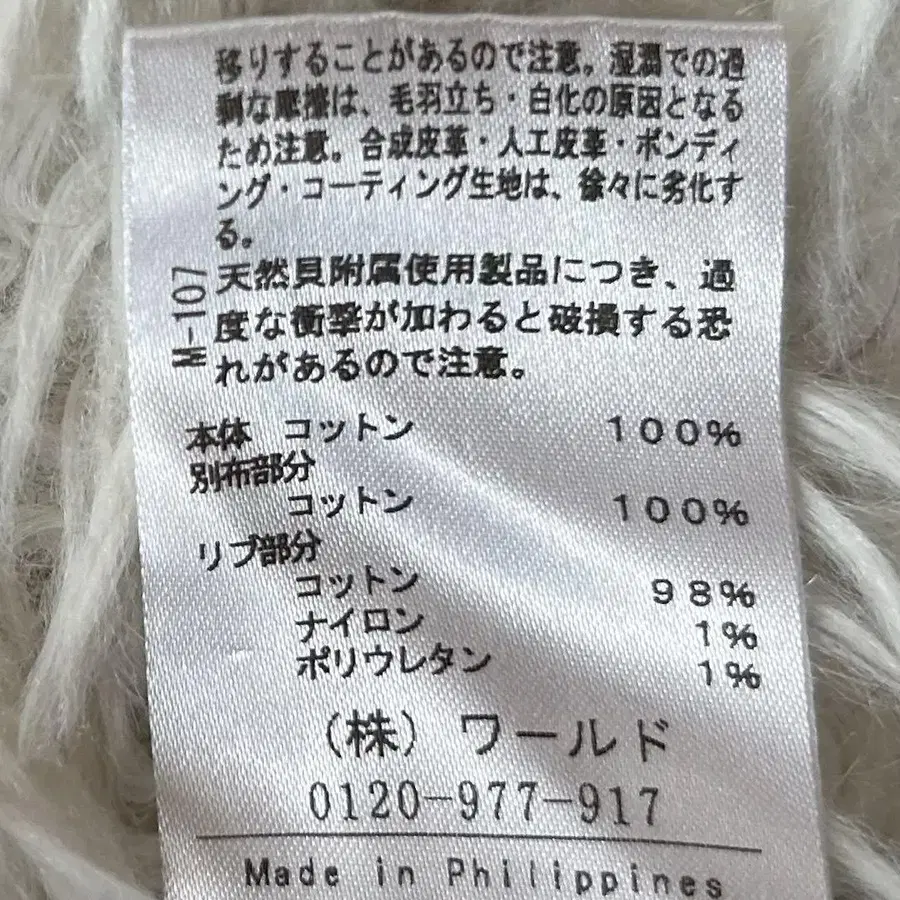 移りすることがあるので注意。湿潤での過
剰な摩擦は、毛羽立ち・白化の原因となる
ため注意。合成皮革・人工皮革・ボンディ
ング・コーティング生地は、徐々に劣化す
る。
天然貝附属使用製品につき、過
度な衝撃が加わると破損する恐
れがあるので注意。
M-107
本体 コットン 100%
別布部分
コットン 100%
リブ部分
コットン 98%
ナイロン 1%
ポリウレタン 1%
(株) ワールド
0120-977-917
Made in Philippines